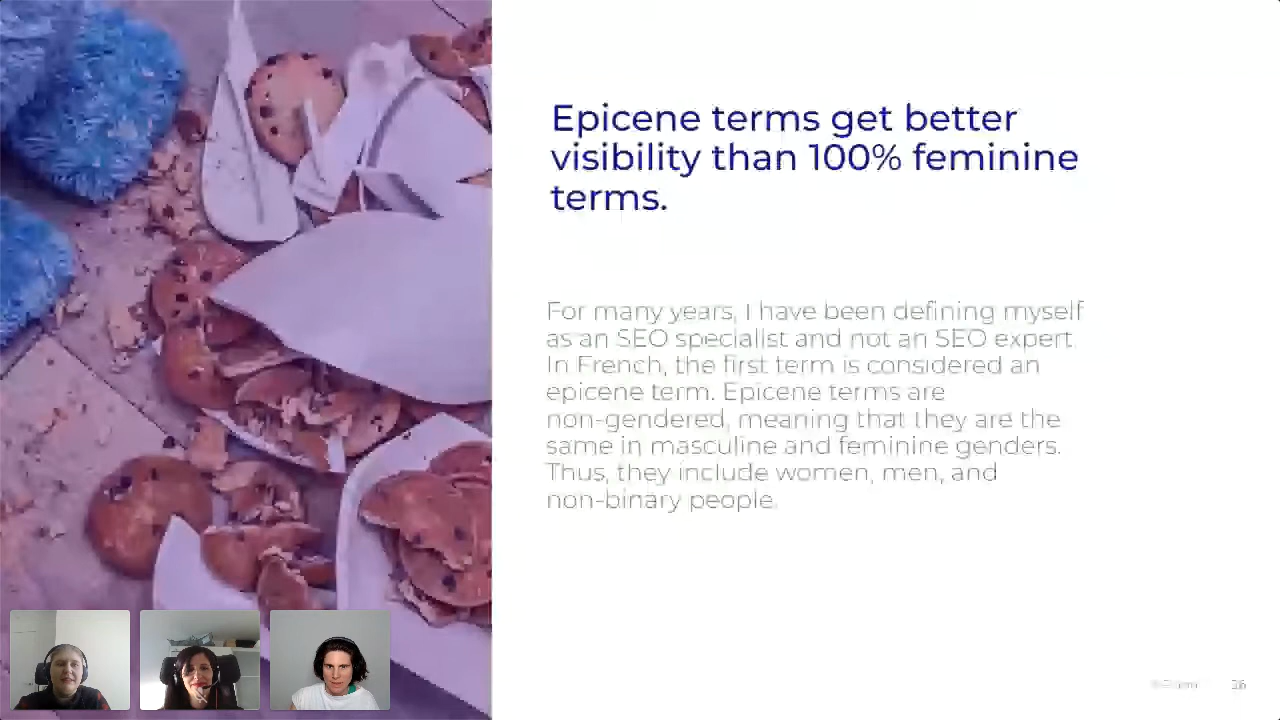 Epicene terms get better
visibility than 100% feminine
terms.
For many years, I have been defining myself
as an SEO specialist and not an SEO expert.
In French, the first term is considered an
epicene term. Epicene terms are
non-gendered, meaning that they are the
same in masculine and feminine genders.
Thus, they include women, men, and
non-binary people.